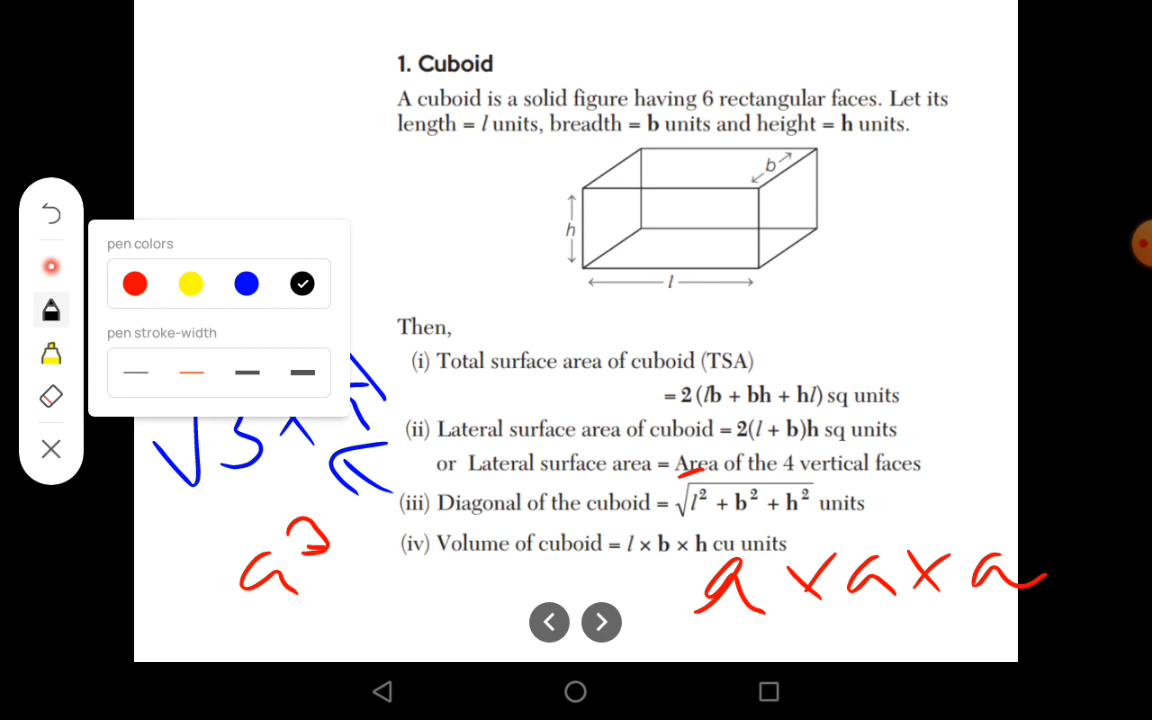 1. Cuboid
A cuboid is a solid figure having 6 rectangular faces. Let its
length = l units, breadth = b units and height = h units.
b
h
l
pen colors
pen stroke-width
Then,
(i) Total surface area of cuboid (TSA)
= 2 (lb + bh + hl) sq units
(ii) Lateral surface area of cuboid = 2(l + b)h sq units
or Lateral surface area = Area of the 4 vertical faces
(iii) Diagonal of the cuboid = √l² + b² + h² units
(iv) Volume of cuboid = l × b × h cu units
a³
a × a × a